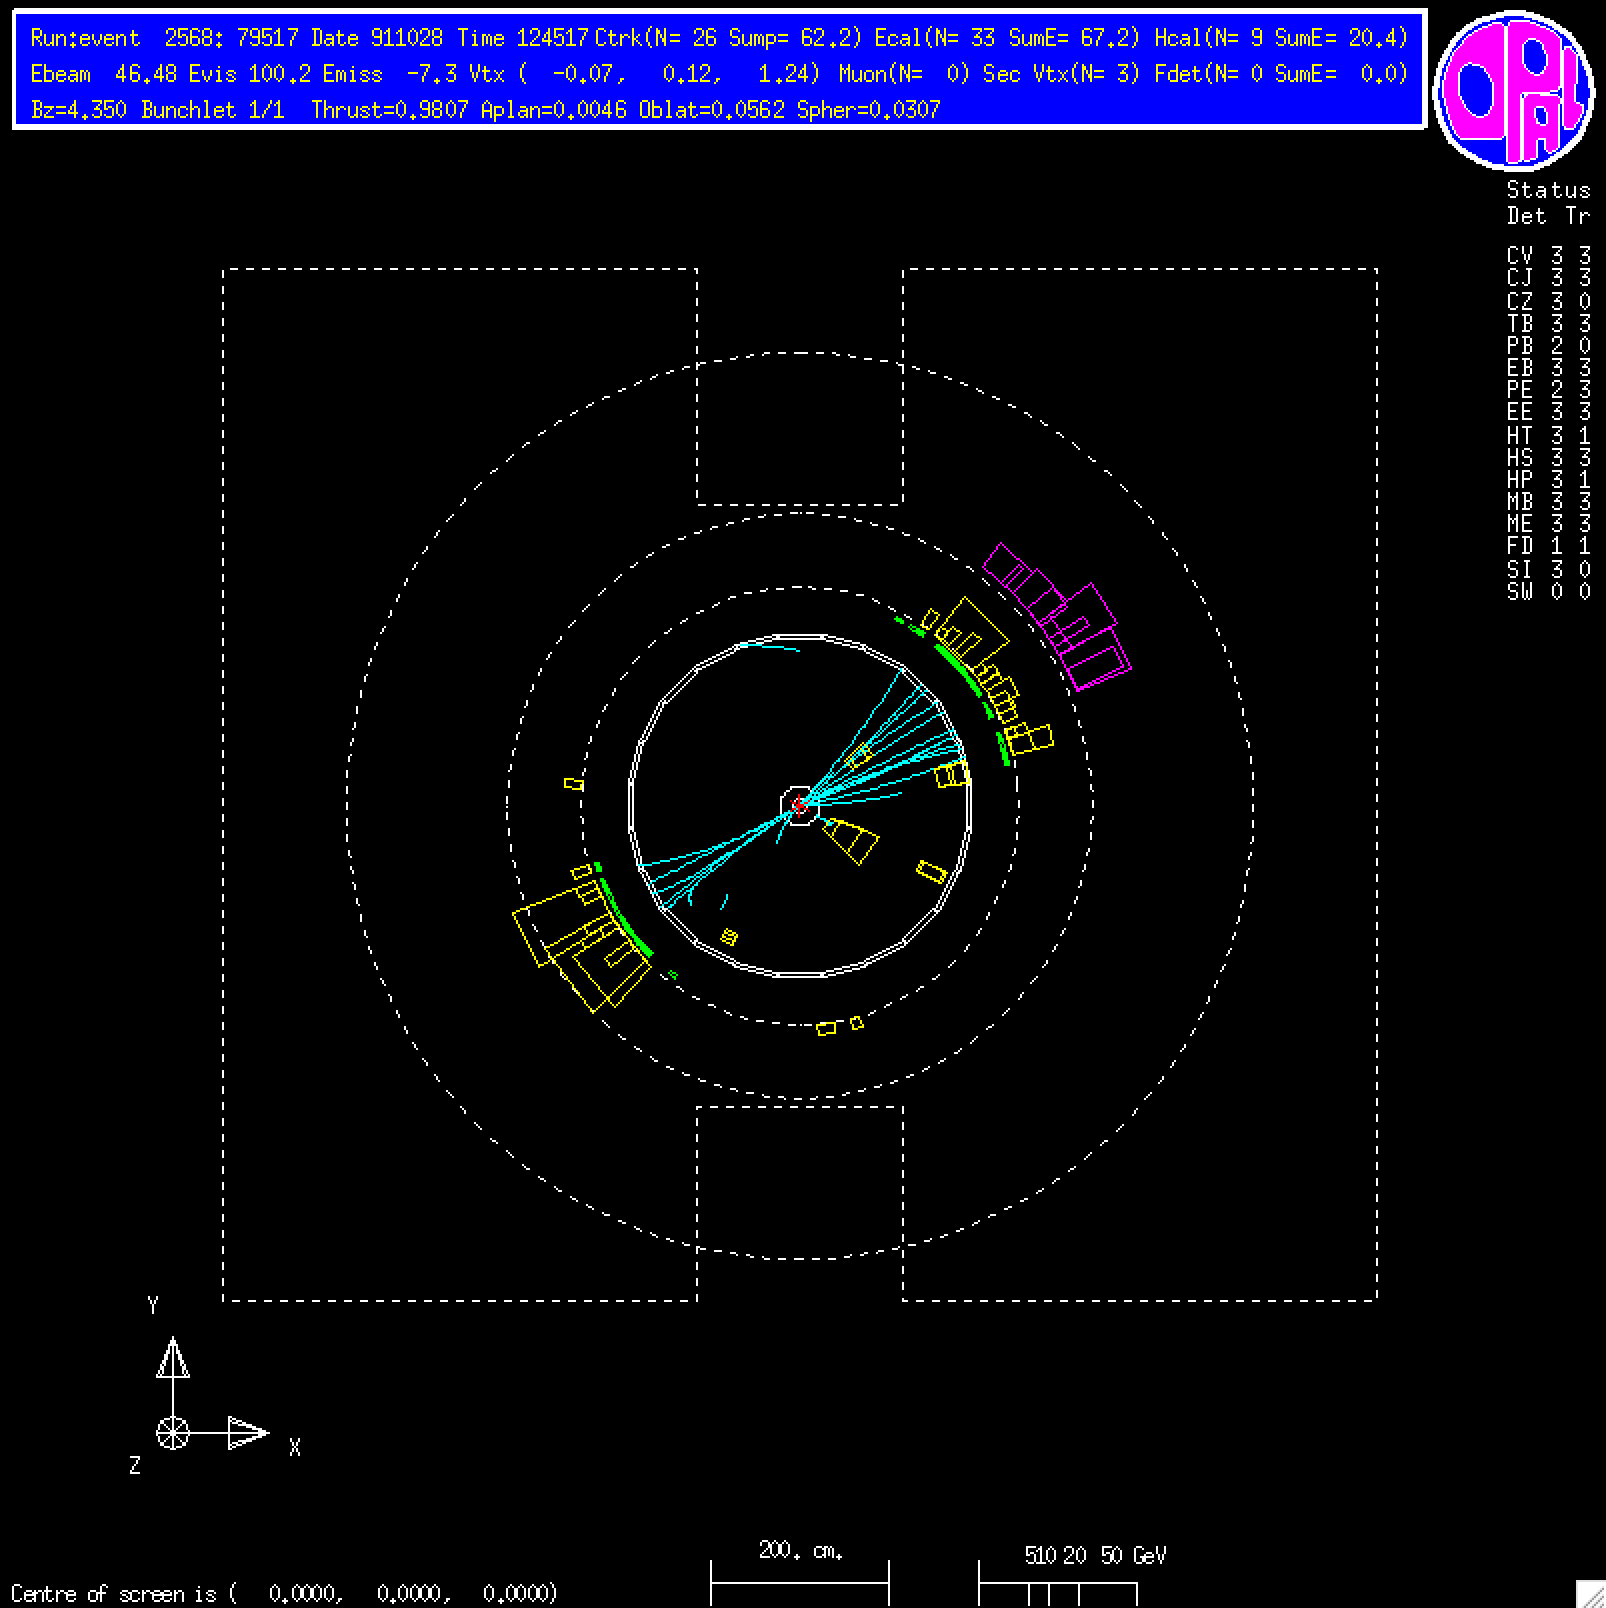 Run:event 2568: 79517 Date 911028 Time 124517 Ctrk(N= 26 Sump= 62.2) Ecal(N= 33 SumE= 67.2) Hcal(N= 9 SumE= 20.4)
Ebeam 46.48 Evis 100.2 Emiss -7.3 Vtx ( -0.07, 0.12, 1.24) Muon(N= 0) Sec Vtx(N= 3) Fdet(N= 0 SumE= 0.0)
Bz=4.350 Bunchlet 1/1 Thrust=0.9807 Aplan=0.0046 Oblat=0.0562 Spher=0.0307
OPAL
Status
Det Tr
CV 3 3
CJ 3 3
CZ 3 0
TB 3 3
PB 2 0
EB 3 3
PE 2 3
EE 3 3
HT 3 1
HS 3 3
HP 3 1
MB 3 3
ME 3 3
FD 1 1
SI 3 0
SW 0 0
Y
X
Z
200. cm.
5 10 20 50 GeV
Centre of screen is ( 0.0000, 0.0000, 0.0000)